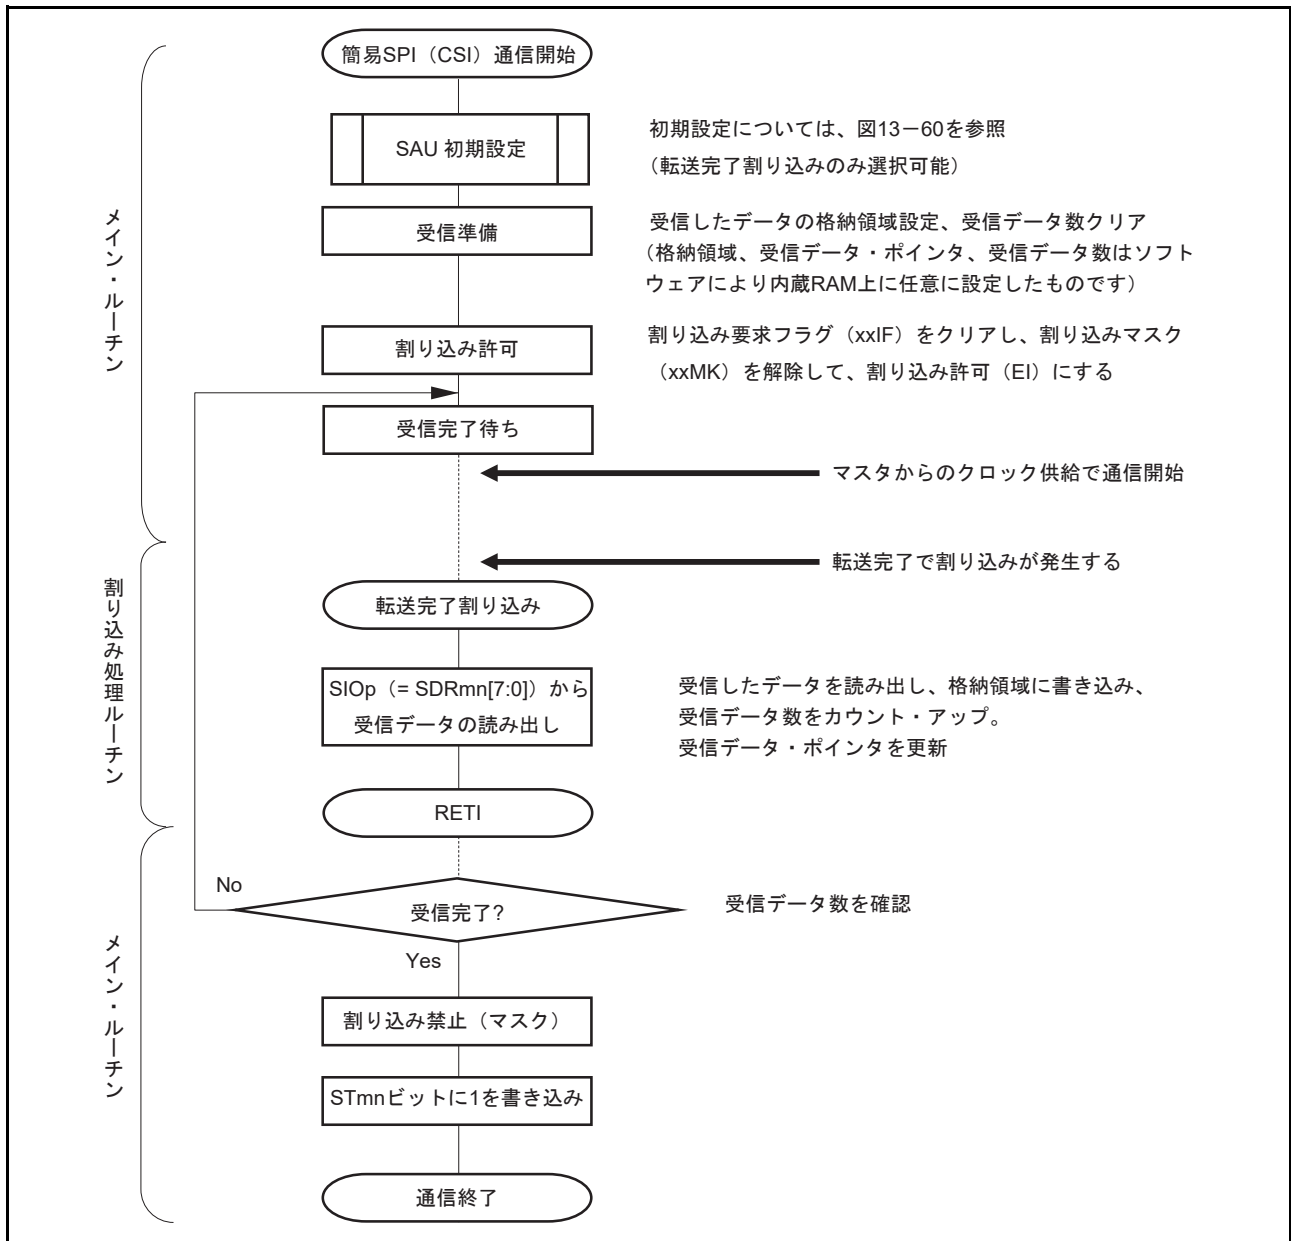 簡易SPI（CSI）通信開始
SAU 初期設定
初期設定については、図13－60を参照
（転送完了割り込みのみ選択可能）
メイン・ルーチン
受信準備
受信したデータの格納領域設定、受信データ数クリア
（格納領域、受信データ・ポインタ、受信データ数はソフト
ウェアにより内蔵RAM上に任意に設定したものです）
割り込み許可
割り込み要求フラグ（xxIF）をクリアし、割り込みマスク
（xxMK）を解除して、割り込み許可（EI）にする
受信完了待ち
マスタからのクロック供給で通信開始
転送完了で割り込みが発生する
割り込み処理ルーチン
転送完了割り込み
SIOp（= SDRmn[7:0]）から
受信データの読み出し
受信したデータを読み出し、格納領域に書き込み、
受信データ数をカウント・アップ。
受信データ・ポインタを更新
RETI
No
受信完了?
受信データ数を確認
Yes
メイン・ルーチン
割り込み禁止（マスク）
STmnビットに1を書き込み
通信終了